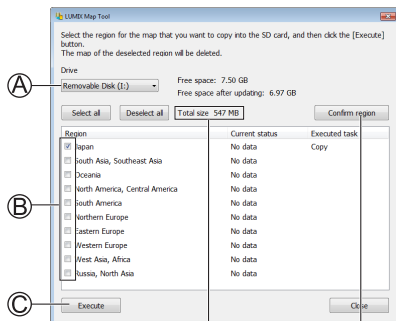 LUMIX Map Tool
Select the region for the map that you want to copy into the SD card, and then click the [Execute]
button.
The map of the deselected region will be deleted.
Drive
Removable Disk (I:)
Free space: 7.50 GB
Free space after updating: 6.97 GB
Select all Deselect all Total size 547 MB Confirm region
Region Current status Executed task
Japan No data Copy
South Asia, Southeast Asia No data
Oceania No data
North America, Central America No data
South America No data
Northern Europe No data
Eastern Europe No data
Western Europe No data
West Asia, Africa No data
Russia, North Asia No data
Execute Close
A
B
C